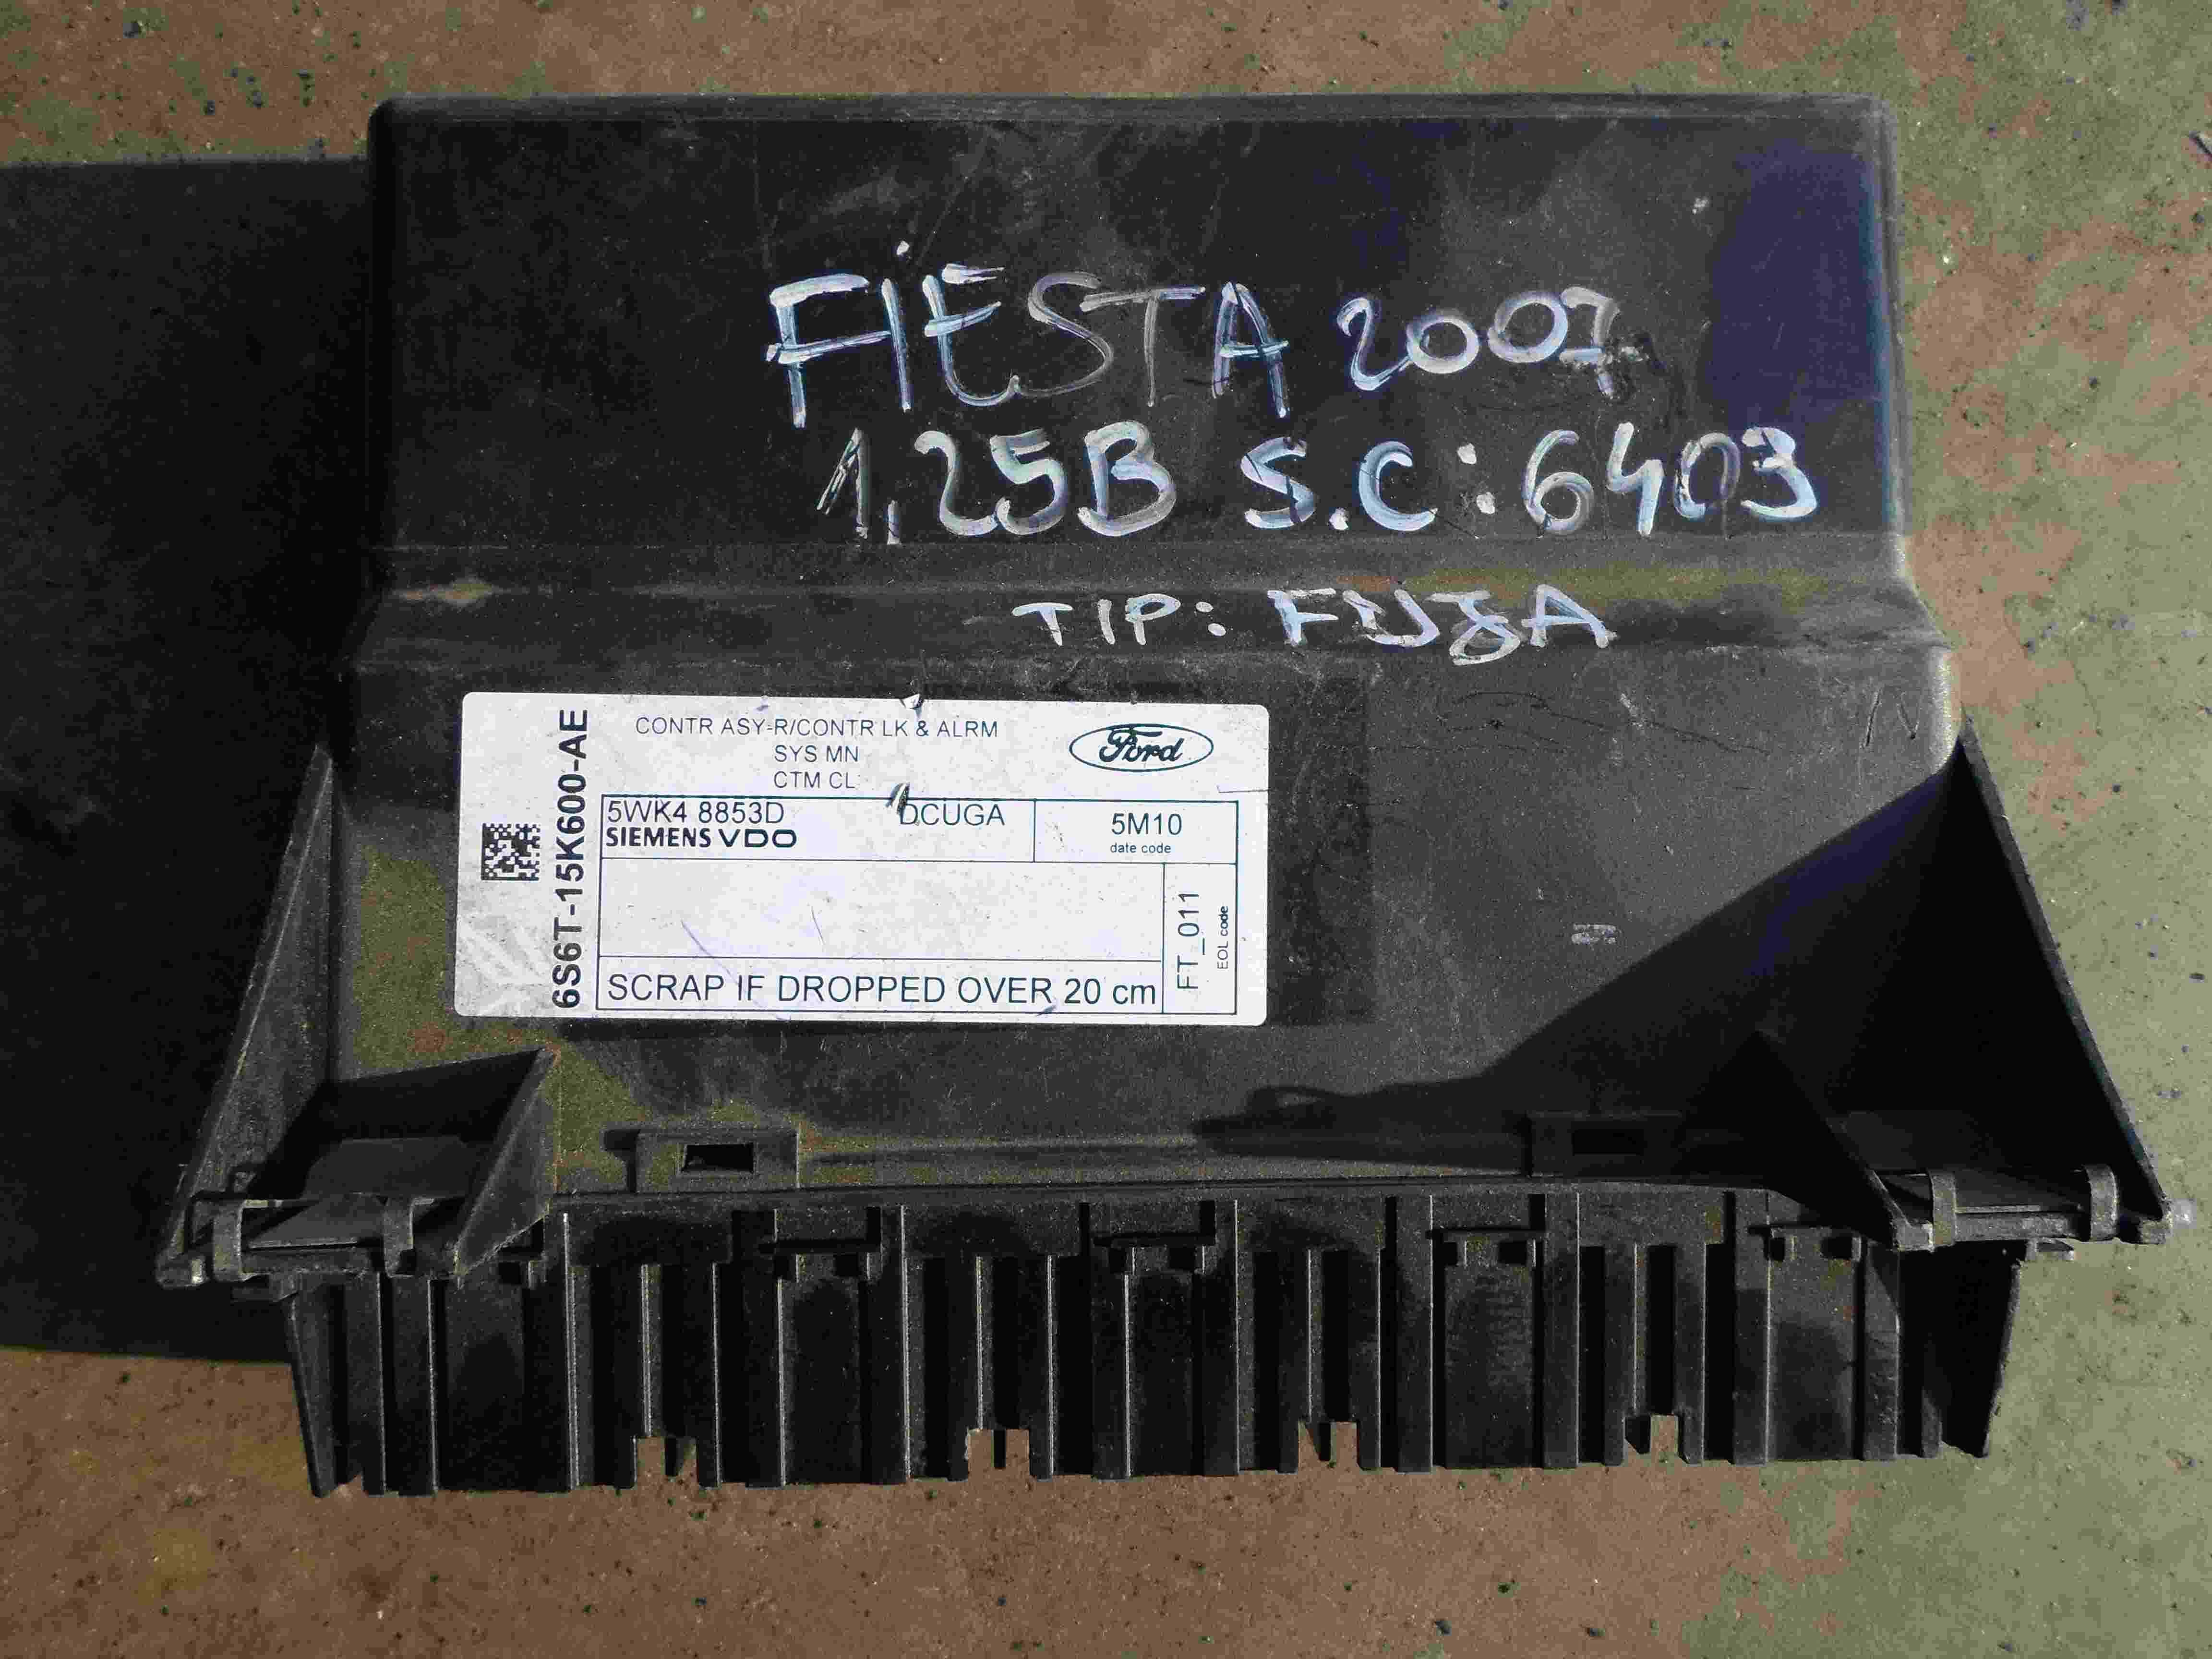 FIESTA 2007
1,25B S.C:6403
TIP: FUJA
CONTR ASY-R/CONTR LK & ALRM
SYS MN
CTM CL
Ford
6S6T-15K600-AE
5WK4 8853D DCUGA
SIEMENS VDO
5M10
date code
FT_011
EOL code
SCRAP IF DROPPED OVER 20 cm